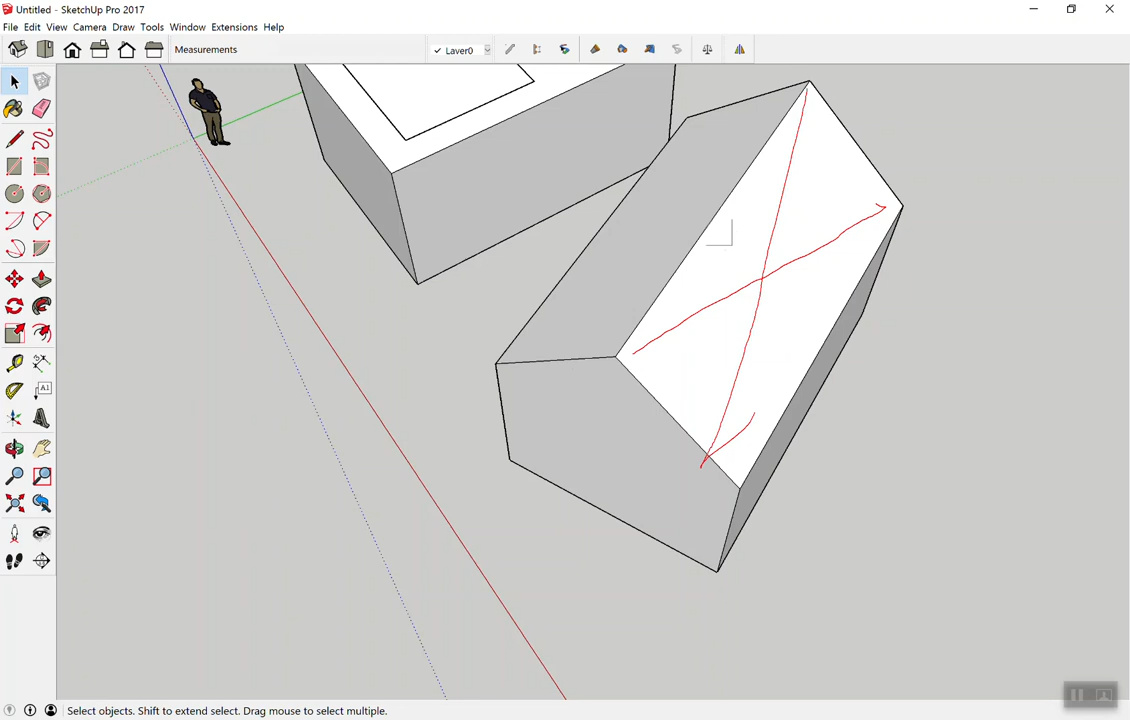 Untitled - SketchUp Pro 2017
File Edit View Camera Draw Tools Window Extensions Help
Measurements
Layer0
A1
Select objects. Shift to extend select. Drag mouse to select multiple.